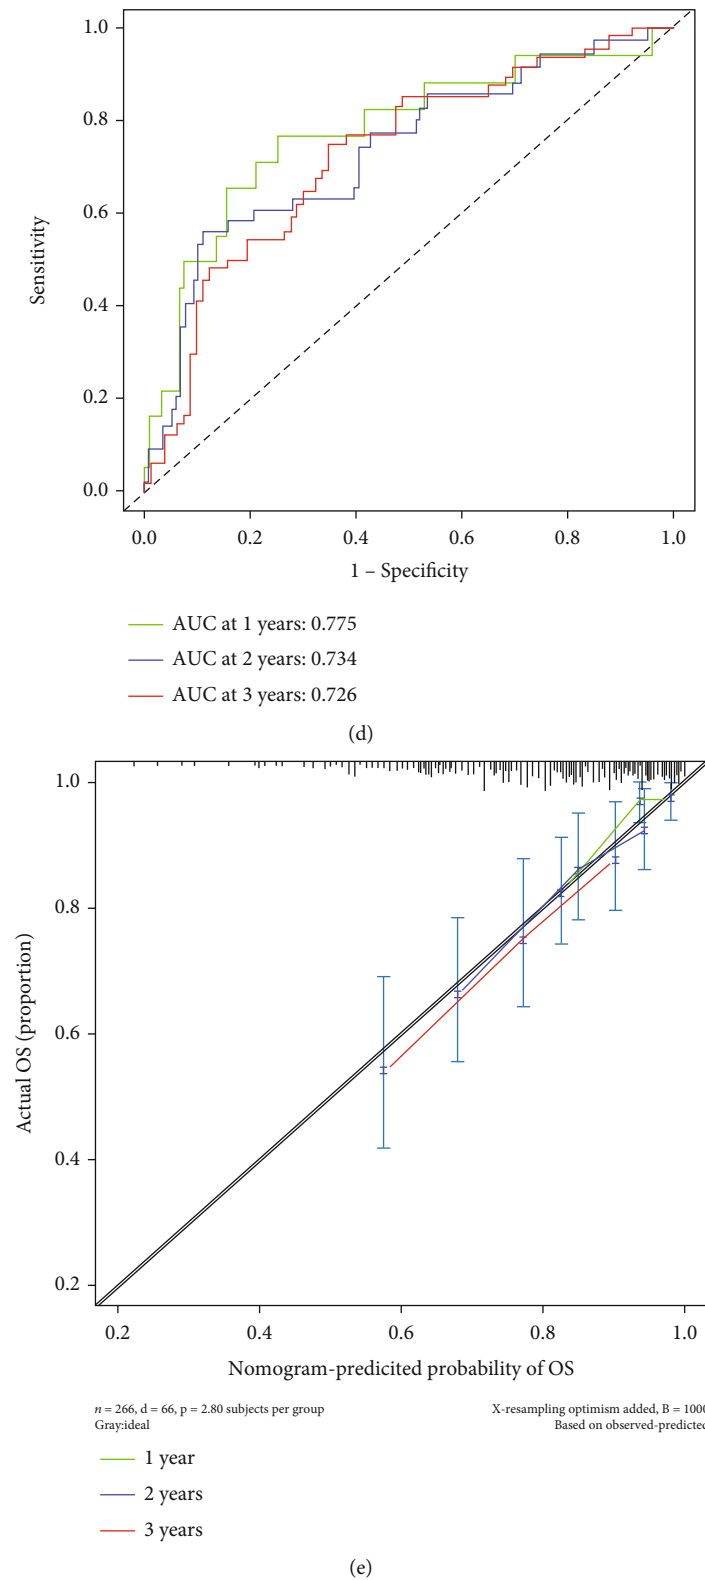 1.0
0.8
0.6
0.4
0.2
0.0
Sensitivity
0.0 0.2 0.4 0.6 0.8 1.0
1 – Specificity
AUC at 1 years: 0.775
AUC at 2 years: 0.734
AUC at 3 years: 0.726
(d)
1.0
0.8
0.6
0.4
0.2
Actual OS (proportion)
0.2 0.4 0.6 0.8 1.0
Nomogram-predicited probability of OS
n = 266, d = 66, p = 2.80 subjects per group X-resampling optimism added, B = 1000
Gray:ideal Based on observed-predicted
1 year
2 years
3 years
(e)